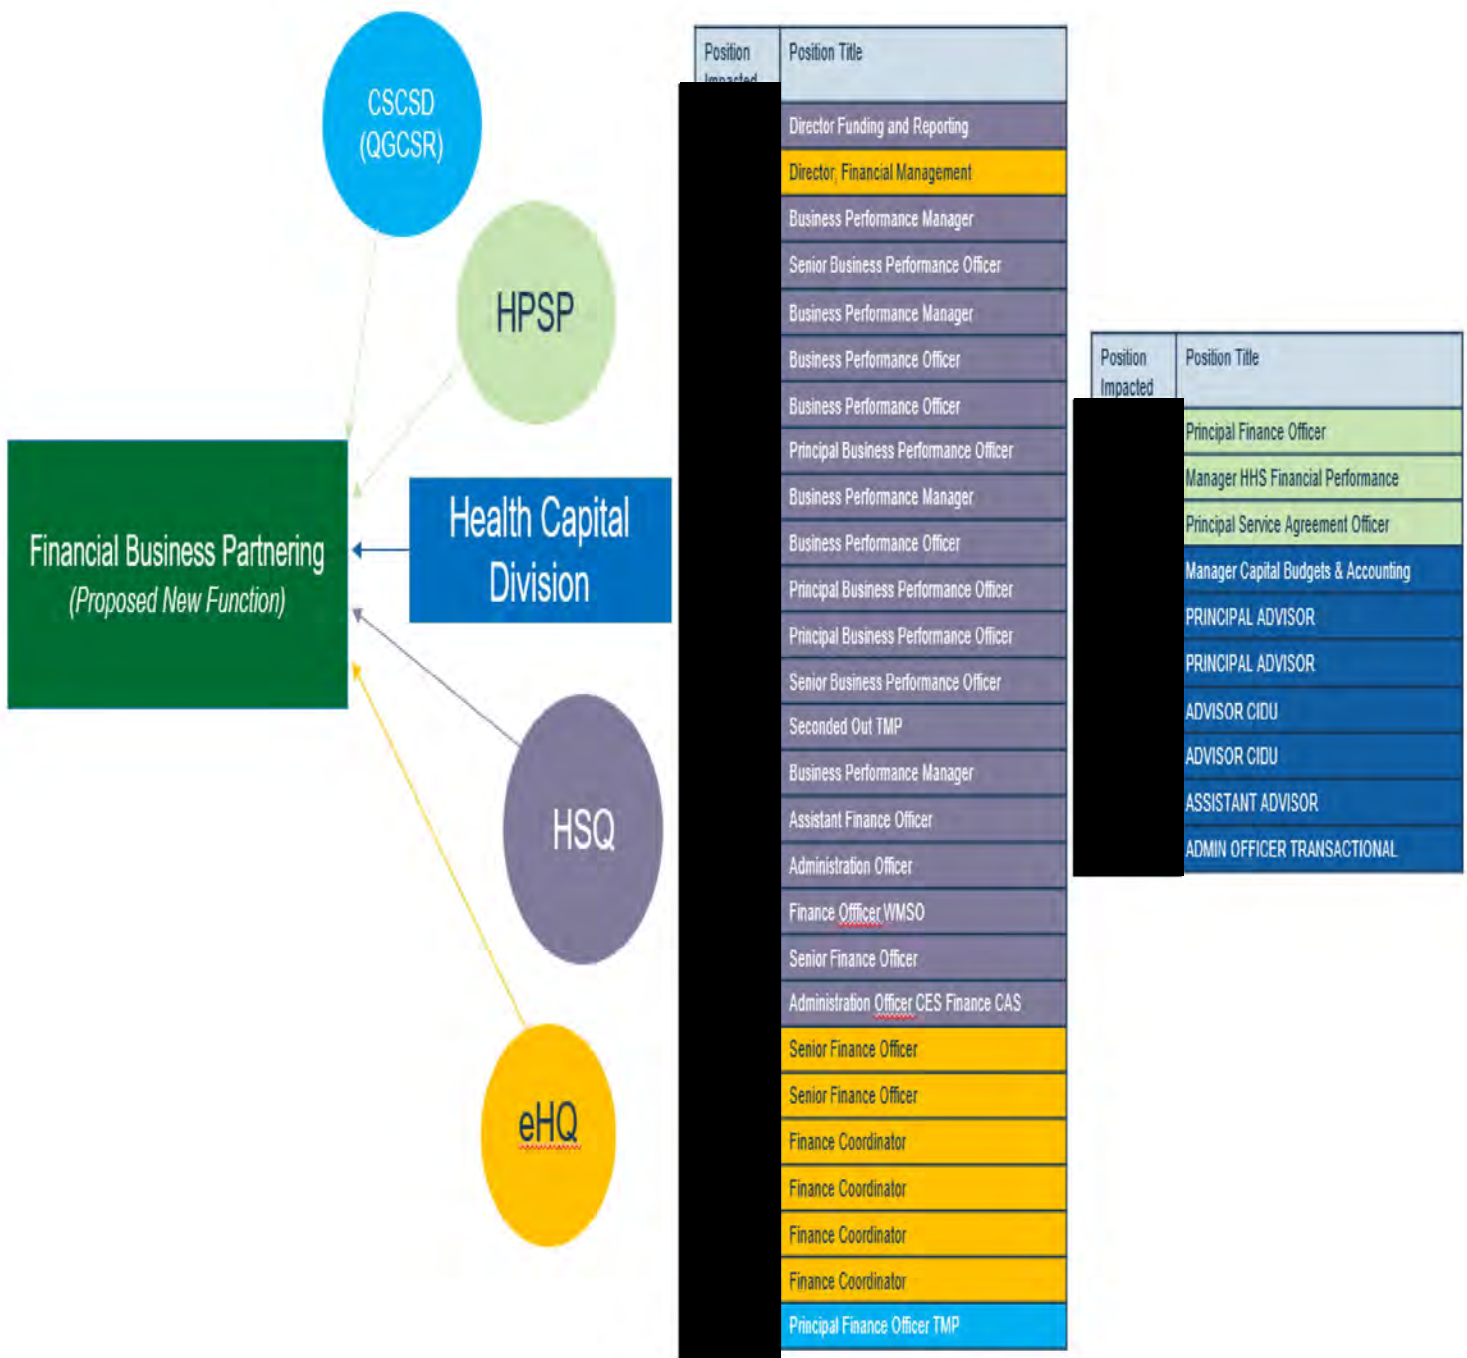 CSCSD
(QGCSR)
HPSP
Financial Business Partnering
(Proposed New Function)
Health Capital
Division
HSQ
eHQ
Position
Impacted
Position Title
Director Funding and Reporting
Director, Financial Management
Business Performance Manager
Senior Business Performance Officer
Business Performance Manager
Business Performance Officer
Business Performance Officer
Principal Business Performance Officer
Business Performance Manager
Business Performance Officer
Principal Business Performance Officer
Principal Business Performance Officer
Senior Business Performance Officer
Seconded Out TMP
Business Performance Manager
Assistant Finance Officer
Administration Officer
Finance Offficer WMSO
Senior Finance Officer
Administration Officer CES Finance CAS
Senior Finance Officer
Senior Finance Officer
Finance Coordinator
Finance Coordinator
Finance Coordinator
Finance Coordinator
Principal Finance Officer TMP
Position
Impacted
Position Title
Principal Finance Officer
Manager HHS Financial Performance
Principal Service Agreement Officer
Manager Capital Budgets & Accounting
PRINCIPAL ADVISOR
PRINCIPAL ADVISOR
ADVISOR CIDU
ADVISOR CIDU
ASSISTANT ADVISOR
ADMIN OFFICER TRANSACTIONAL